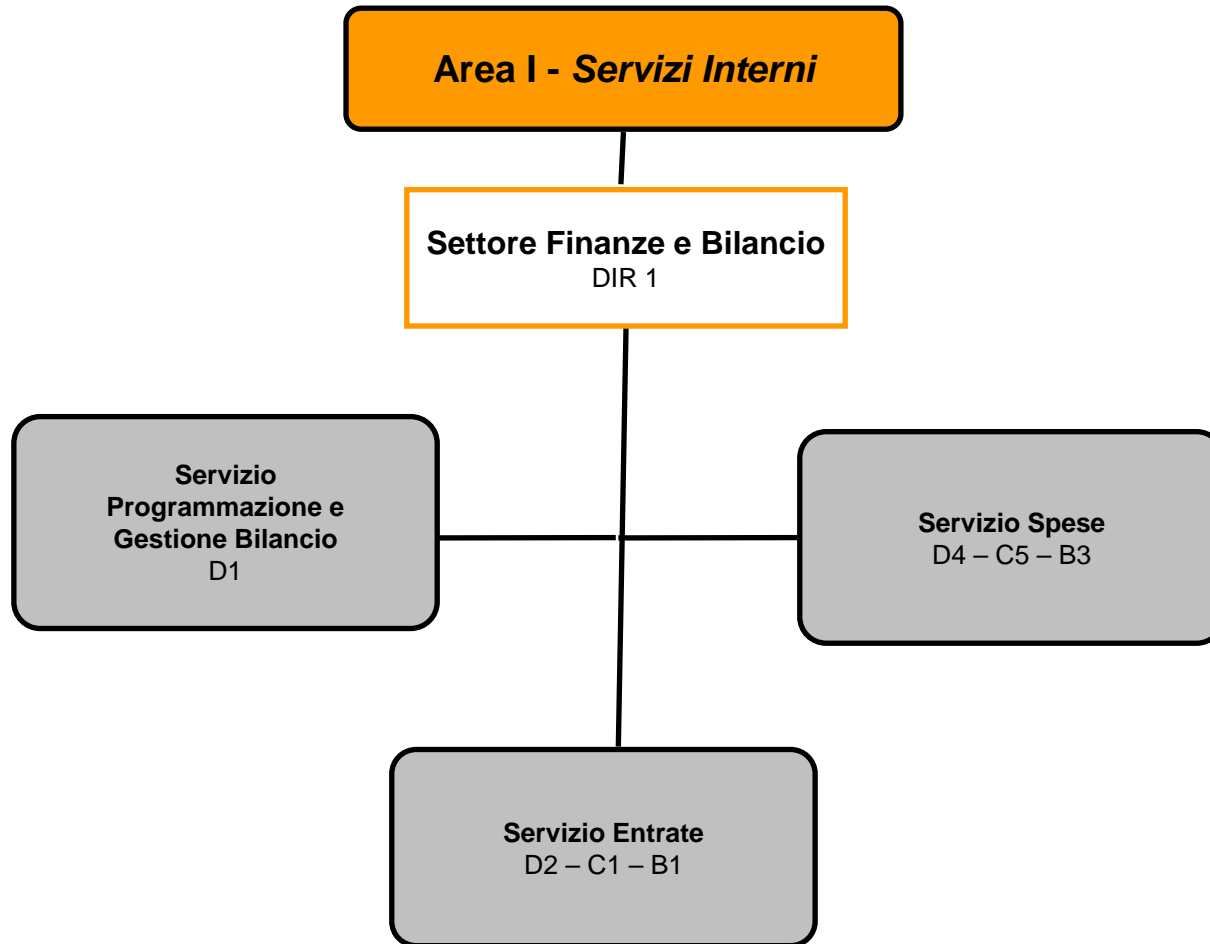 Area I - Servizi Interni
Settore Finanze e Bilancio
DIR 1
Servizio
Programmazione e
Gestione Bilancio
D1
Servizio Spese
D4 – C5 – B3
Servizio Entrate
D2 – C1 – B1